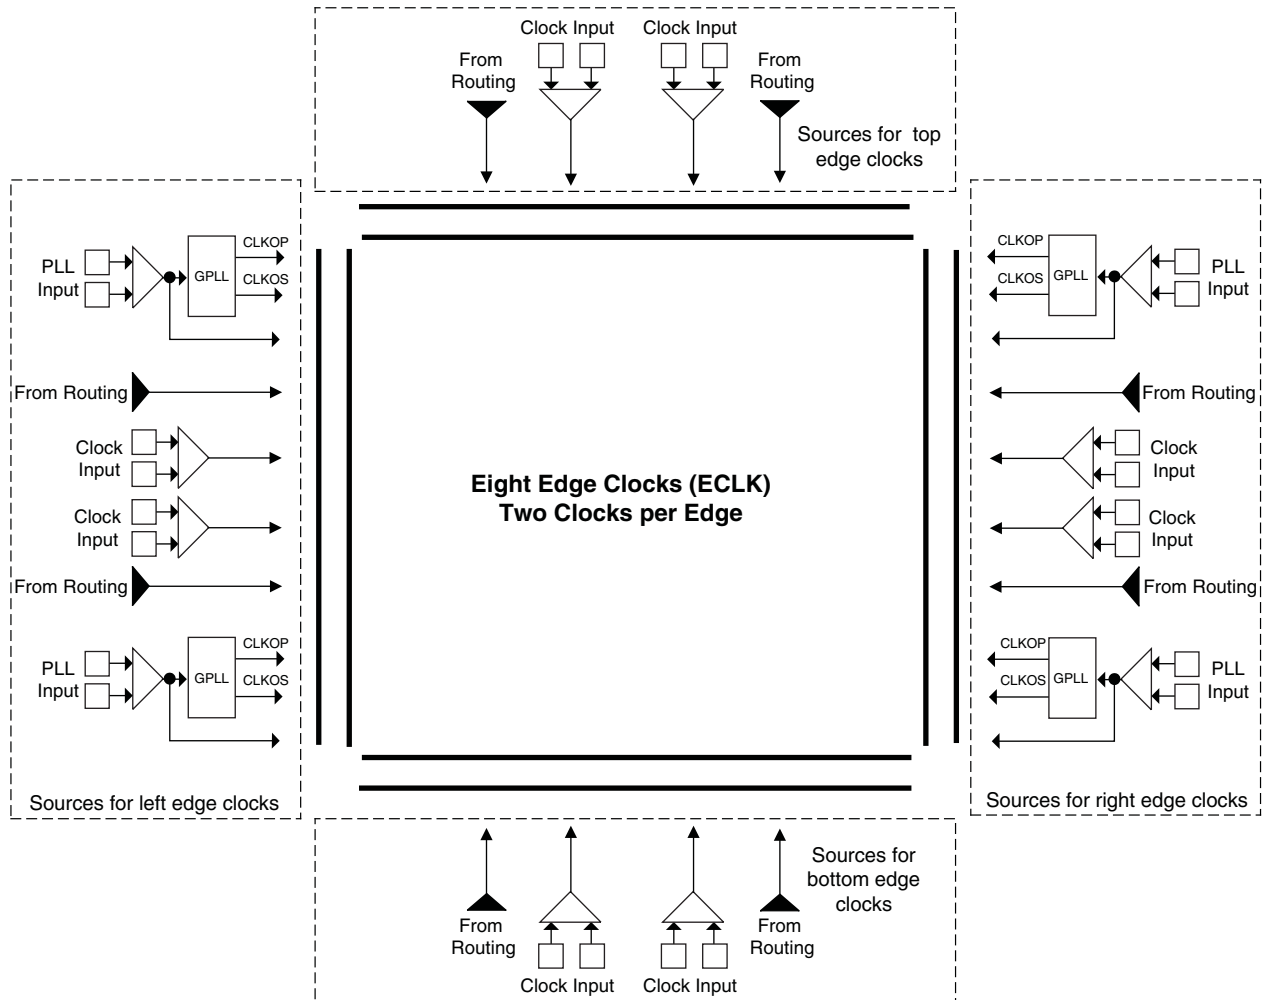 Clock Input
Clock Input
From
Routing
From
Routing
Sources for top
edge clocks
PLL
Input
GPLL
CLKOP
CLKOS
From Routing
Clock
Input
Clock
Input
From Routing
PLL
Input
GPLL
CLKOP
CLKOS
Sources for left edge clocks
Eight Edge Clocks (ECLK)
Two Clocks per Edge
CLKOP
CLKOS
GPLL
PLL
Input
From Routing
Clock
Input
Clock
Input
From Routing
CLKOP
CLKOS
GPLL
PLL
Input
Sources for right edge clocks
Sources for
bottom edge
clocks
From
Routing
From
Routing
Clock Input
Clock Input